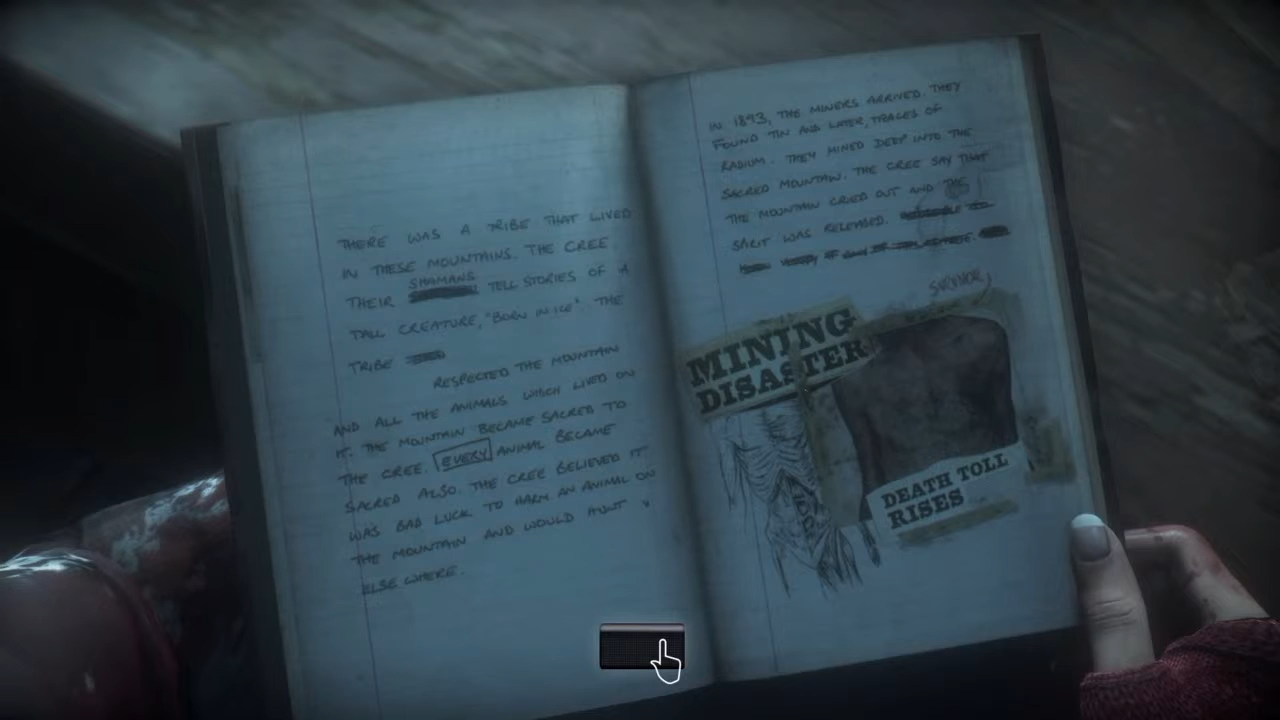 THERE WAS A TRIBE THAT LIVED
IN THESE MOUNTAINS. THE CREE
SHAMANS
THEIR TELL STORIES OF A
TALL CREATURE, "BORN IN ICE" THE
TRIBE
RESPECTED THE MOUNTAIN
AND ALL THE ANIMALS WHICH LIVED ON
IT. THE MOUNTAIN BECAME SACRED TO
THE CREE. EVERY ANIMAL BECAME
SACRED ALSO. THE CREE BELIEVED IT
WAS BAD LUCK TO HARM AN ANIMAL ON
THE MOUNTAIN AND WOULD HUNT
ELSE WHERE.
IN 1893, THE MINERS ARRIVED. THEY
FOUND TIN AND LATER, TRACES OF
RADIUM. THEY MINED DEEP INTO THE
SACRED MOUNTAIN. THE CREE SAY THAT
THE MOUNTAIN CRIED OUT AND THE
SPIRIT WAS RELEASED.
SURVIVOR
MINING
DISASTER
DEATH TOLL
RISES